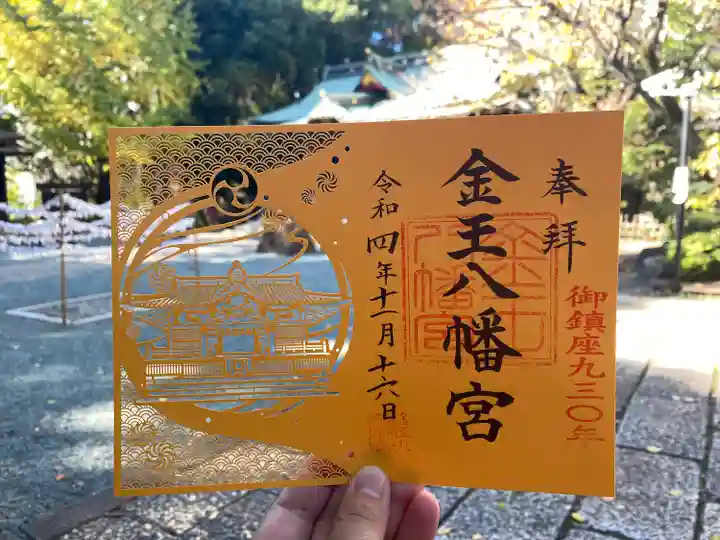 奉拝
御鎮座九三〇年
金王八幡宮
令和四年十一月十六日